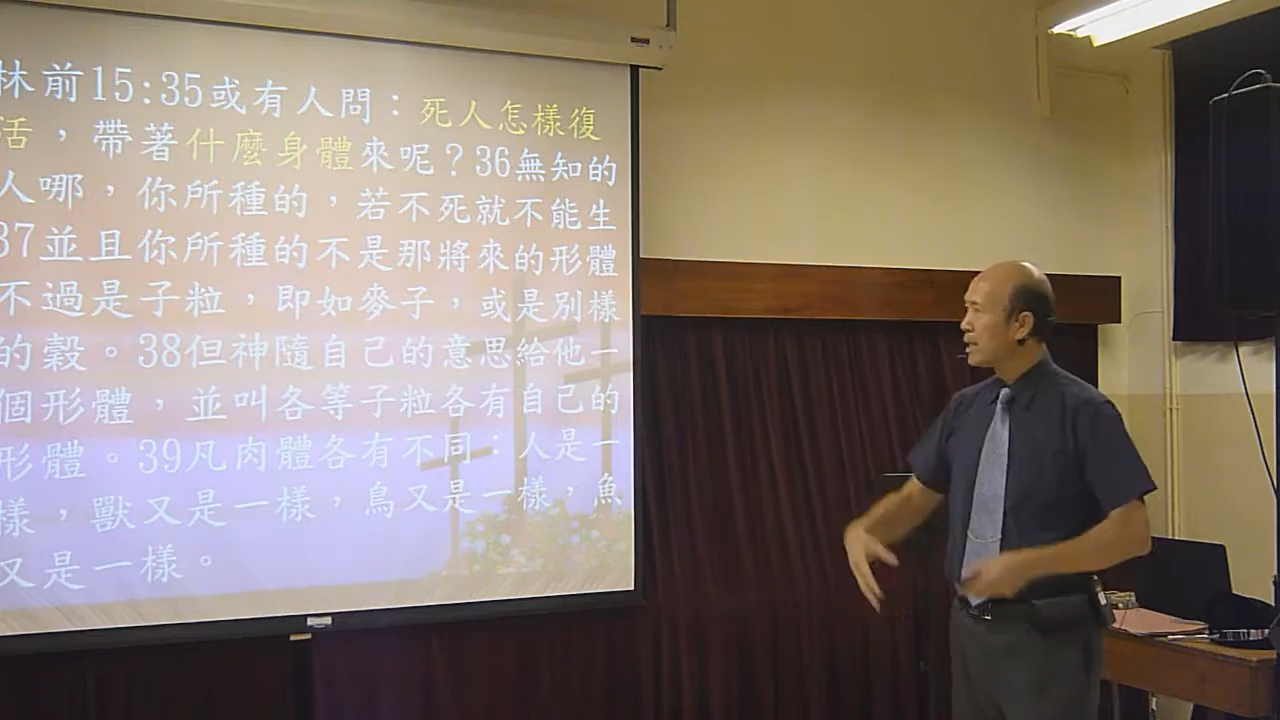 林前15:35或有人問：死人怎樣復
活，帶著什麼身體來呢？36無知的
人哪，你所種的，若不死就不能生
37並且你所種的不是那將來的形體
不過是子粒，即如麥子，或是別樣
的穀。38但神隨自己的意思給他一
個形體，並叫各等子粒各有自己的
形體。39凡肉體各有不同：人是一
樣，獸又是一樣，鳥又是一樣，魚
又是一樣。